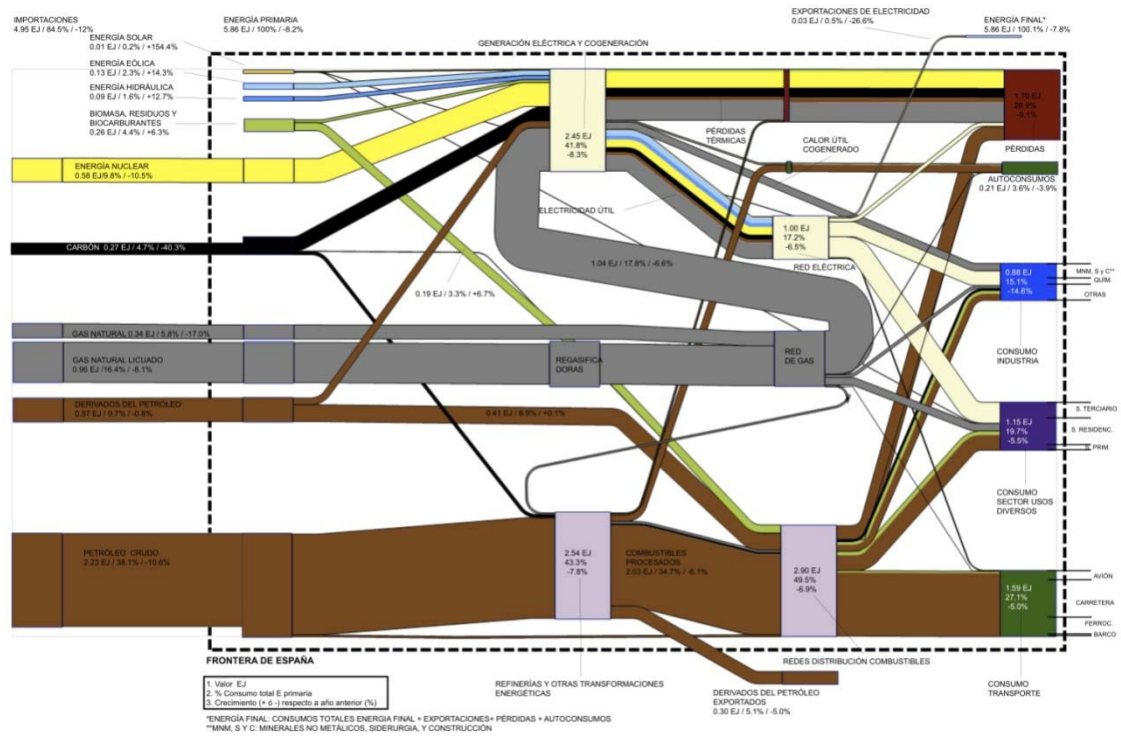 IMPORTACIONES
4.95 EJ / 84.5% / -12%
ENERGÍA PRIMARIA
5.86 EJ / 100% / -8.2%
EXPORTACIONES DE ELECTRICIDAD
0.03 EJ / 0.5% / -26.6%
ENERGÍA FINAL*
5.86 EJ / 100.1% / -7.8%
ENERGÍA SOLAR
0.01 EJ / 0.2% / +154.4%
GENERACIÓN ELÉCTRICA Y COGENERACIÓN
ENERGÍA EÓLICA
0.13 EJ / 2.3% / +14.3%
ENERGÍA HIDRÁULICA
0.09 EJ / 1.6% / +12.7%
BIOMASA, RESIDUOS Y
BIOCARBURANTES
0.26 EJ / 4.4% / +6.3%
2.45 EJ
41.8%
-8.3%
PÉRDIDAS
TÉRMICAS
CALOR ÚTIL
COGENERADO
1.70 EJ
28.9%
-9.1%
PÉRDIDAS
ENERGÍA NUCLEAR
0.58 EJ/9.8% / -10.5%
AUTOCONSUMOS
0.21 EJ / 3.6% / -3.9%
ELECTRICIDAD ÚTIL
1.00 EJ
17.2%
-6.5%
RED ELÉCTRICA
CARBÓN 0.27 EJ / 4.7% / -40.3%
1.04 EJ / 17.8% / -6.6%
0.19 EJ / 3.3% / +6.7%
0.88 EJ
15.1%
-14.6%
MNM, S y C**
QUÍM.
OTRAS
CONSUMO
INDUSTRIA
GAS NATURAL 0.34 EJ / 5.8% / -17.0%
GAS NATURAL LICUADO
0.96 EJ /16.4% / -6.1%
REGASIFICA
DORAS
RED
DE GAS
DERIVADOS DEL PETRÓLEO
0.57 EJ / 9.7% / -0.8%
0.41 EJ / 6.9% / +0.1%
1.15 EJ
19.7%
-5.5%
S. TERCIARIO
S. RESIDENC.
S. PRIM.
CONSUMO
SECTOR USOS
DIVERSOS
PETRÓLEO CRUDO
2.23 EJ / 38.1% / -10.6%
2.54 EJ
43.3%
-7.8%
COMBUSTIBLES
PROCESADOS
2.03 EJ / 34.7% / -6.1%
2.90 EJ
49.5%
-6.9%
1.59 EJ
27.1%
-5.0%
AVIÓN
CARRETERA
FERROC.
BARCO
FRONTERA DE ESPAÑA
REDES DISTRIBUCIÓN COMBUSTIBLES
1. Valor EJ
2. % Consumo total E primaria
3. Crecimiento (+ ó -) respecto a año anterior (%)
REFINERÍAS Y OTRAS TRANSFORMACIONES
ENERGÉTICAS
DERIVADOS DEL PETRÓLEO
EXPORTADOS
0.30 EJ / 5.1% / -5.0%
CONSUMO
TRANSPORTE
*ENERGÍA FINAL: CONSUMOS TOTALES ENERGIA FINAL + EXPORTACIONES+ PÉRDIDAS + AUTOCONSUMOS
**MNM, S Y C: MINERALES NO METÁLICOS, SIDERURGIA, Y CONSTRUCCIÓN